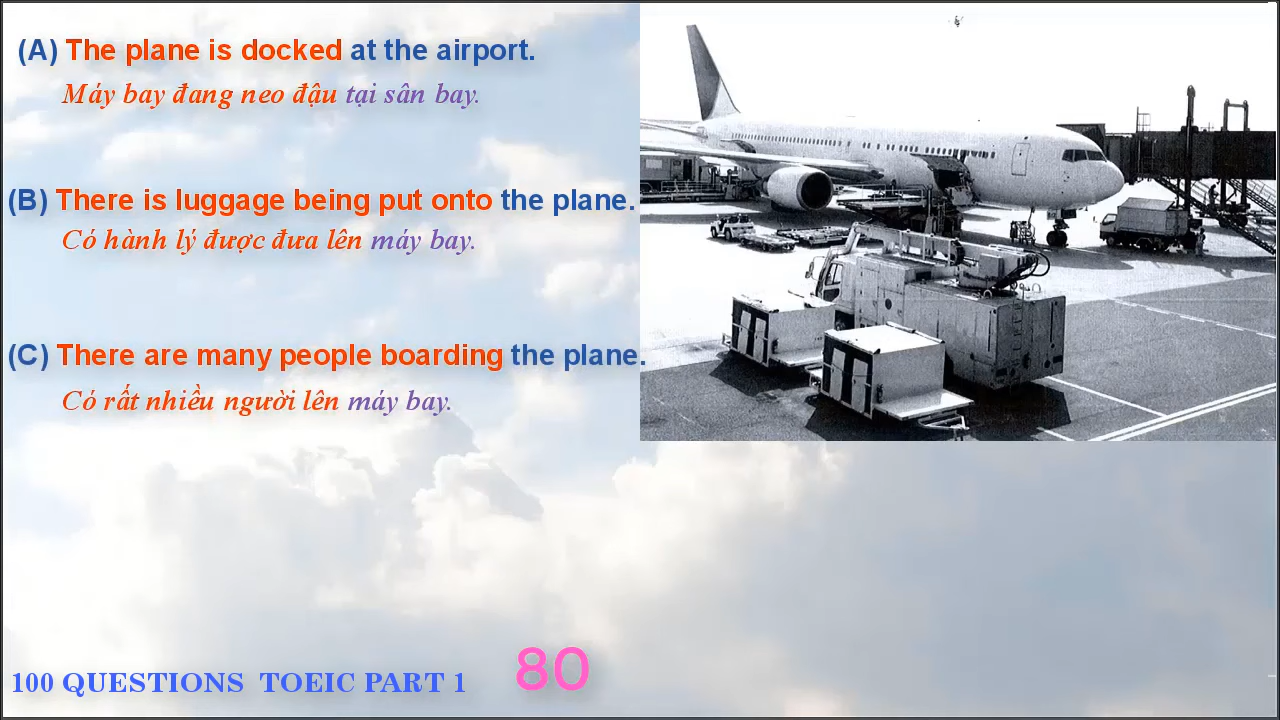 (A) The plane is docked at the airport.
Máy bay đang neo đậu tại sân bay.
(B) There is luggage being put onto the plane.
Có hành lý được đưa lên máy bay.
(C) There are many people boarding the plane.
Có rất nhiều người lên máy bay.
100 QUESTIONS TOEIC PART 1
80